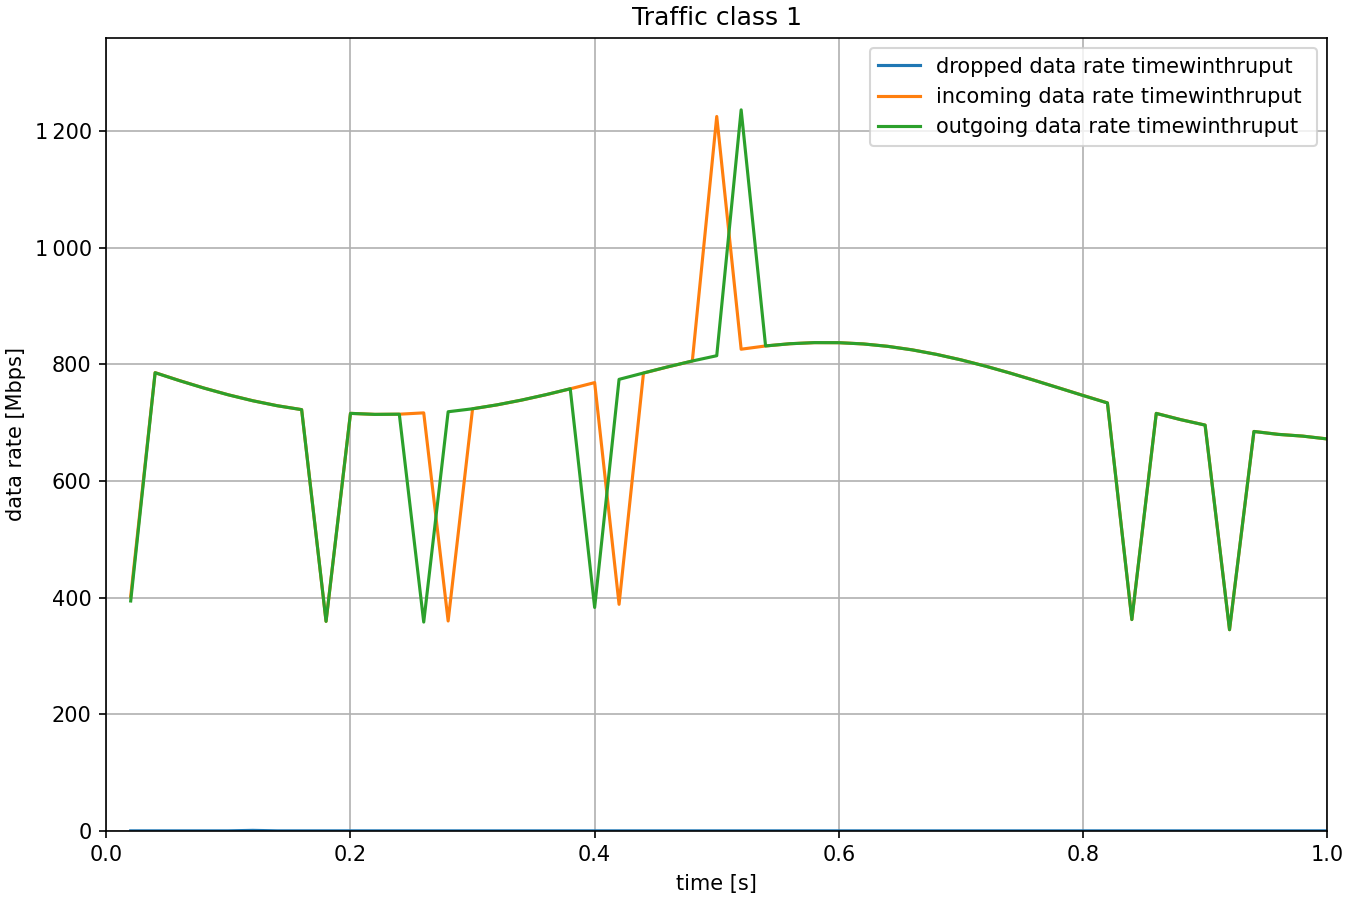 Traffic class 1
dropped data rate timewinthruput
incoming data rate timewinthruput
outgoing data rate timewinthruput
data rate [Mbps]
1 200
1 000
800
600
400
200
0
0.0 0.2 0.4 0.6 0.8 1.0
time [s]